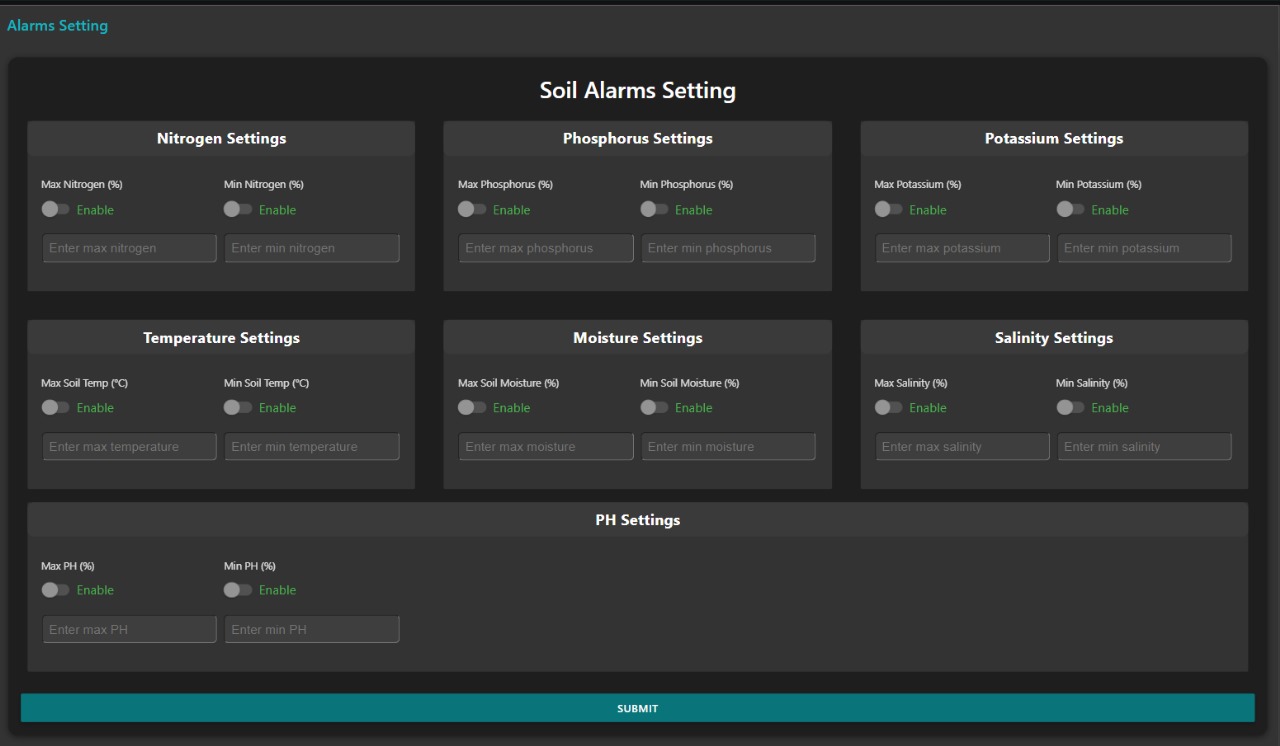 Alarms Setting
Soil Alarms Setting
Nitrogen Settings
Max Nitrogen (%) Min Nitrogen (%)
Enable Enable
Enter max nitrogen Enter min nitrogen
Phosphorus Settings
Max Phosphorus (%) Min Phosphorus (%)
Enable Enable
Enter max phosphorus Enter min phosphorus
Potassium Settings
Max Potassium (%) Min Potassium (%)
Enable Enable
Enter max potassium Enter min potassium
Temperature Settings
Max Soil Temp (°C) Min Soil Temp (°C)
Enable Enable
Enter max temperature Enter min temperature
Moisture Settings
Max Soil Moisture (%) Min Soil Moisture (%)
Enable Enable
Enter max moisture Enter min moisture
Salinity Settings
Max Salinity (%) Min Salinity (%)
Enable Enable
Enter max salinity Enter min salinity
PH Settings
Max PH (%) Min PH (%)
Enable Enable
Enter max PH Enter min PH
SUBMIT